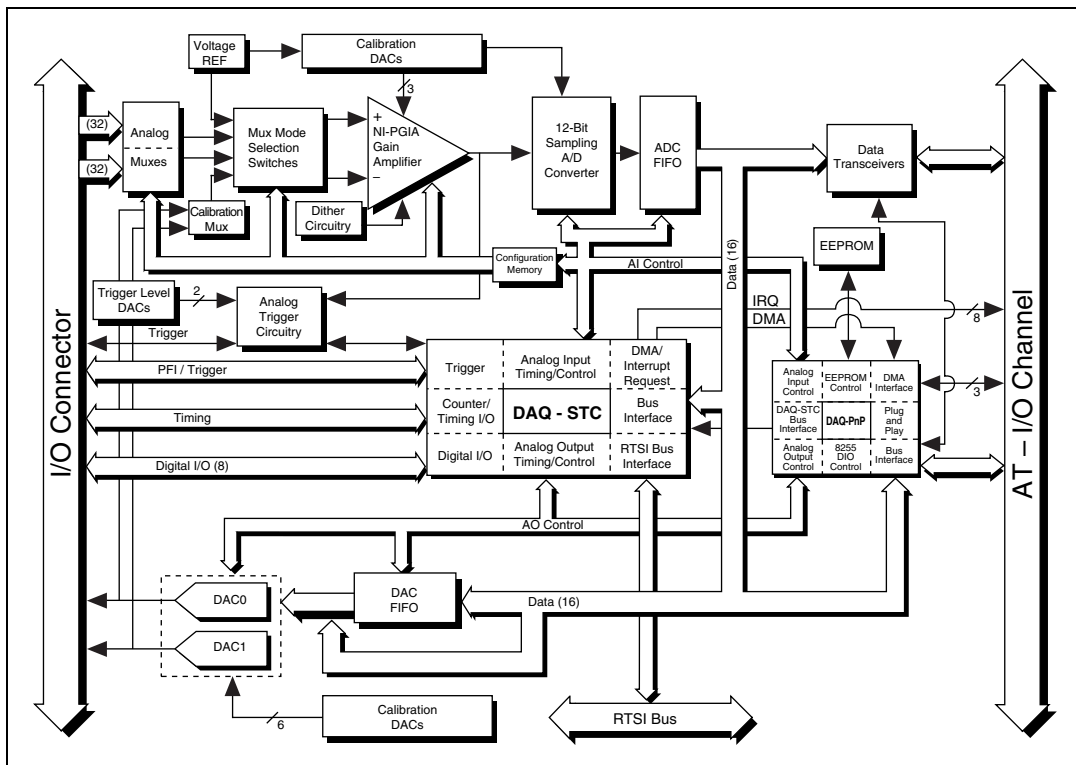 Voltage
REF
Calibration
DACs
3
(32)
(32)
Analog
Muxes
Mux Mode
Selection
Switches
+
NI-PGIA
Gain
Amplifier
–
12-Bit
Sampling
A/D
Converter
ADC
FIFO
Data
Transceivers
Calibration
Mux
Dither
Circuitry
Configuration
Memory
AI Control
Data (16)
EEPROM
Trigger Level
DACs
2
Analog
Trigger
Circuitry
Trigger
IRQ
DMA
8
PFI / Trigger
Timing
Digital I/O (8)
Trigger
Analog Input
Timing/Control
DMA/
Interrupt
Request
Counter/
Timing I/O
DAQ - STC
Bus
Interface
Digital I/O
Analog Output
Timing/Control
RTSI Bus
Interface
Analog
Input
Control
EEPROM
Control
DMA
Interface
DAQ-STC
Bus
Interface
DAQ-PnP
Plug
and
Play
Analog
Output
Control
8255
DIO
Control
Bus
Interface
3
I/O Connector
AT – I/O Channel
AO Control
DAC0
DAC
FIFO
Data (16)
DAC1
6
Calibration
DACs
RTSI Bus